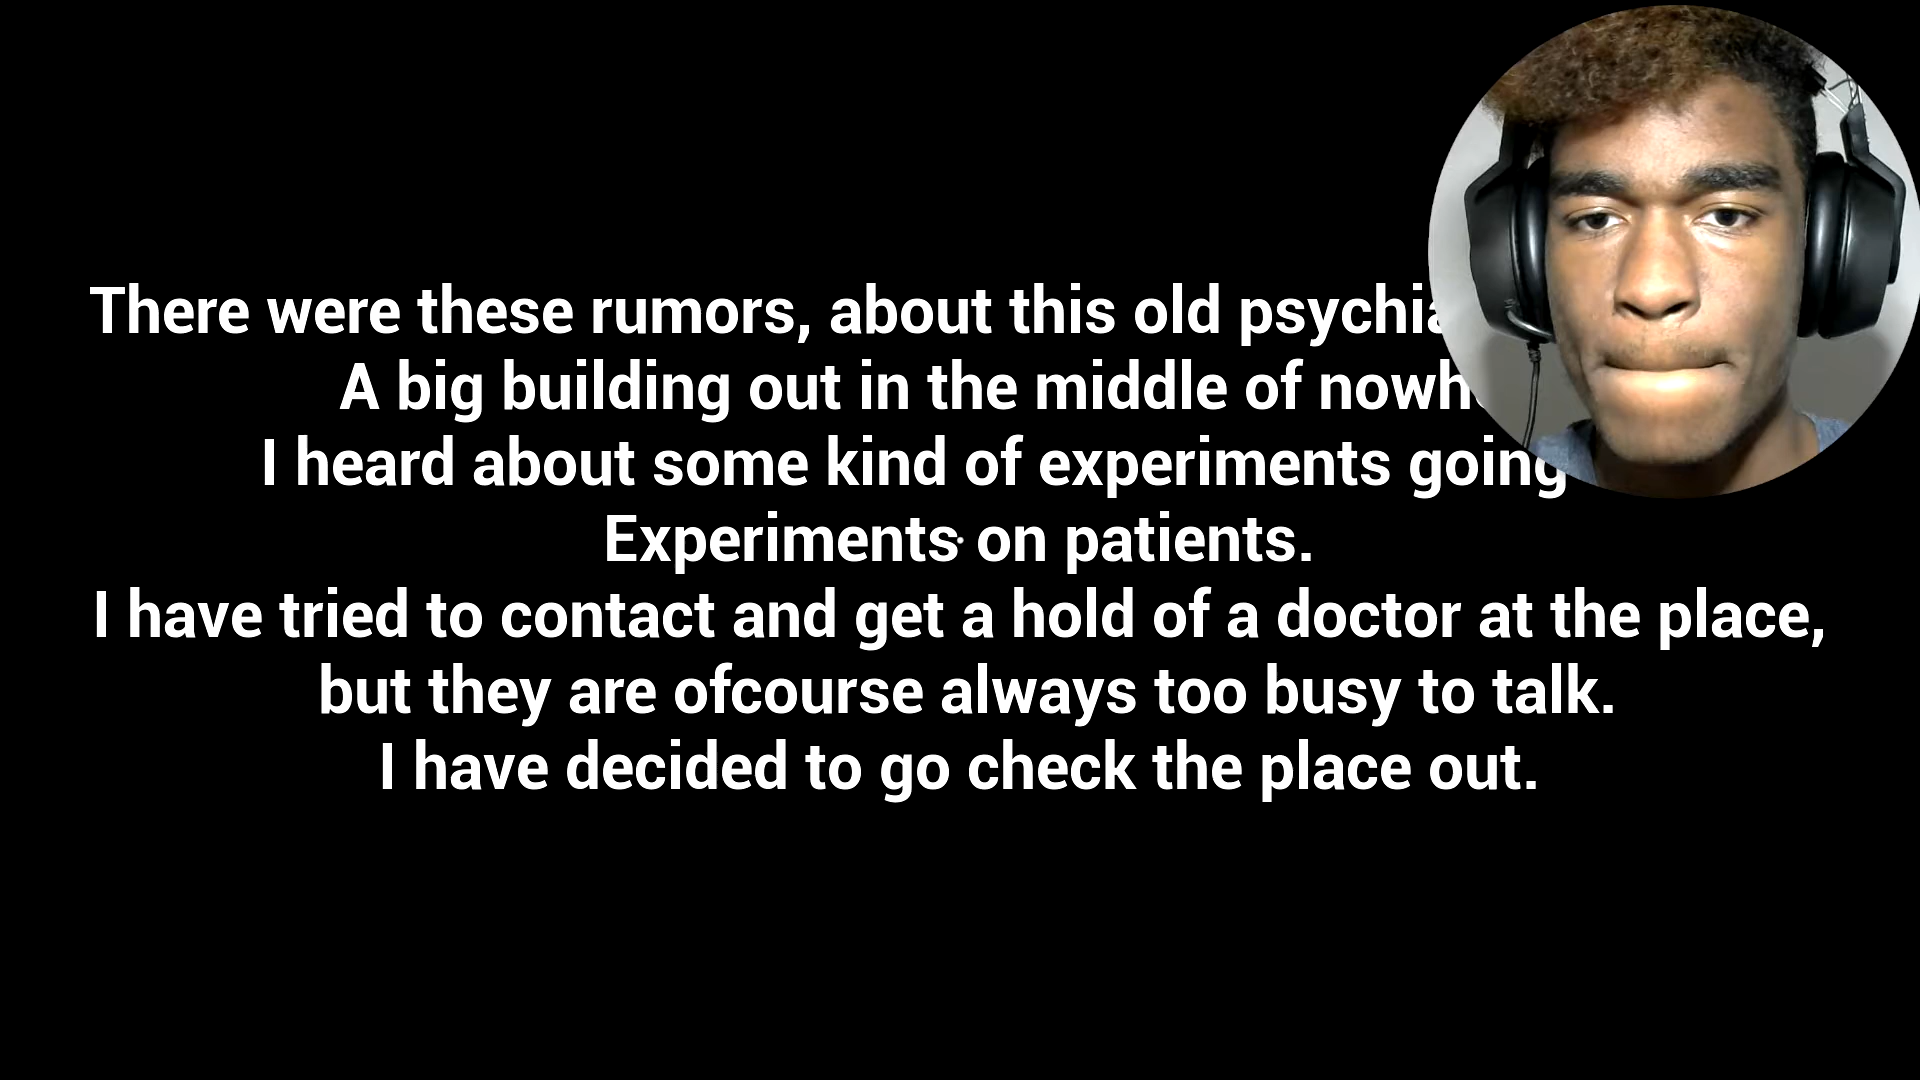 There were these rumors, about this old
A big building out in the middle of
I heard about some kind of experiments going
Experiments on patients.
I have tried to contact and get a hold of a doctor at the place,
but they are ofcourse always too busy to talk.
I have decided to go check the place out.